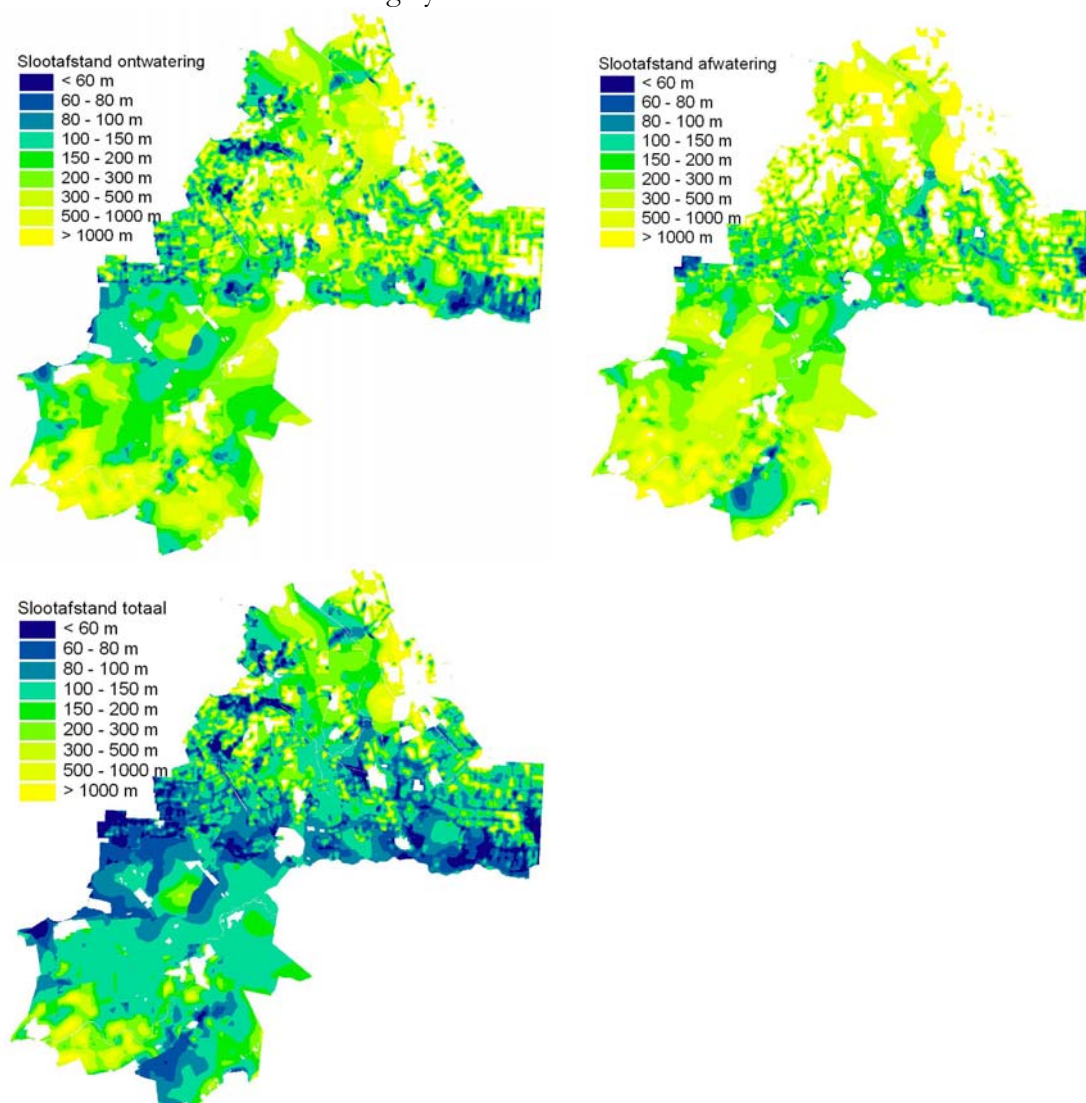 Slootafstand ontwatering
< 60 m
60 - 80 m
80 - 100 m
100 - 150 m
150 - 200 m
200 - 300 m
300 - 500 m
500 - 1000 m
> 1000 m
Slootafstand afwatering
< 60 m
60 - 80 m
80 - 100 m
100 - 150 m
150 - 200 m
200 - 300 m
300 - 500 m
500 - 1000 m
> 1000 m
Slootafstand totaal
< 60 m
60 - 80 m
80 - 100 m
100 - 150 m
150 - 200 m
200 - 300 m
300 - 500 m
500 - 1000 m
> 1000 m